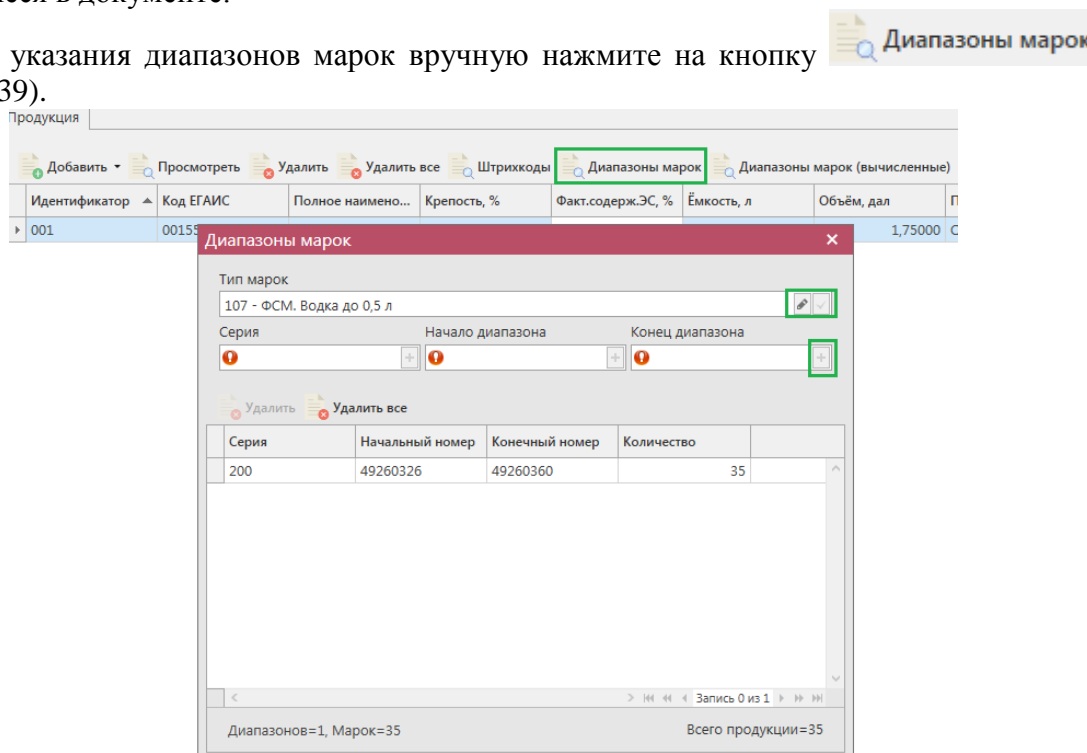 в документе.
указания диапазонов марок вручную нажмите на кнопку Диапазоны марок
39).
Продукция
Добавить Просмотреть Удалить Удалить все Штрихкоды Диапазоны марок Диапазоны марок (вычисленные)
Идентификатор Код ЕГАИС Полное наимено... Крепость, % Факт.содерж.ЭС, % Ёмкость, л Объём, дал
001 00155 1,75000
Диапазоны марок
Тип марок
107 - ФСМ. Водка до 0,5 л
Серия Начало диапазона Конец диапазона
Удалить Удалить все
Серия Начальный номер Конечный номер Количество
200 49260326 49260360 35
Запись 0 из 1
Диапазонов=1, Марок=35 Всего продукции=35